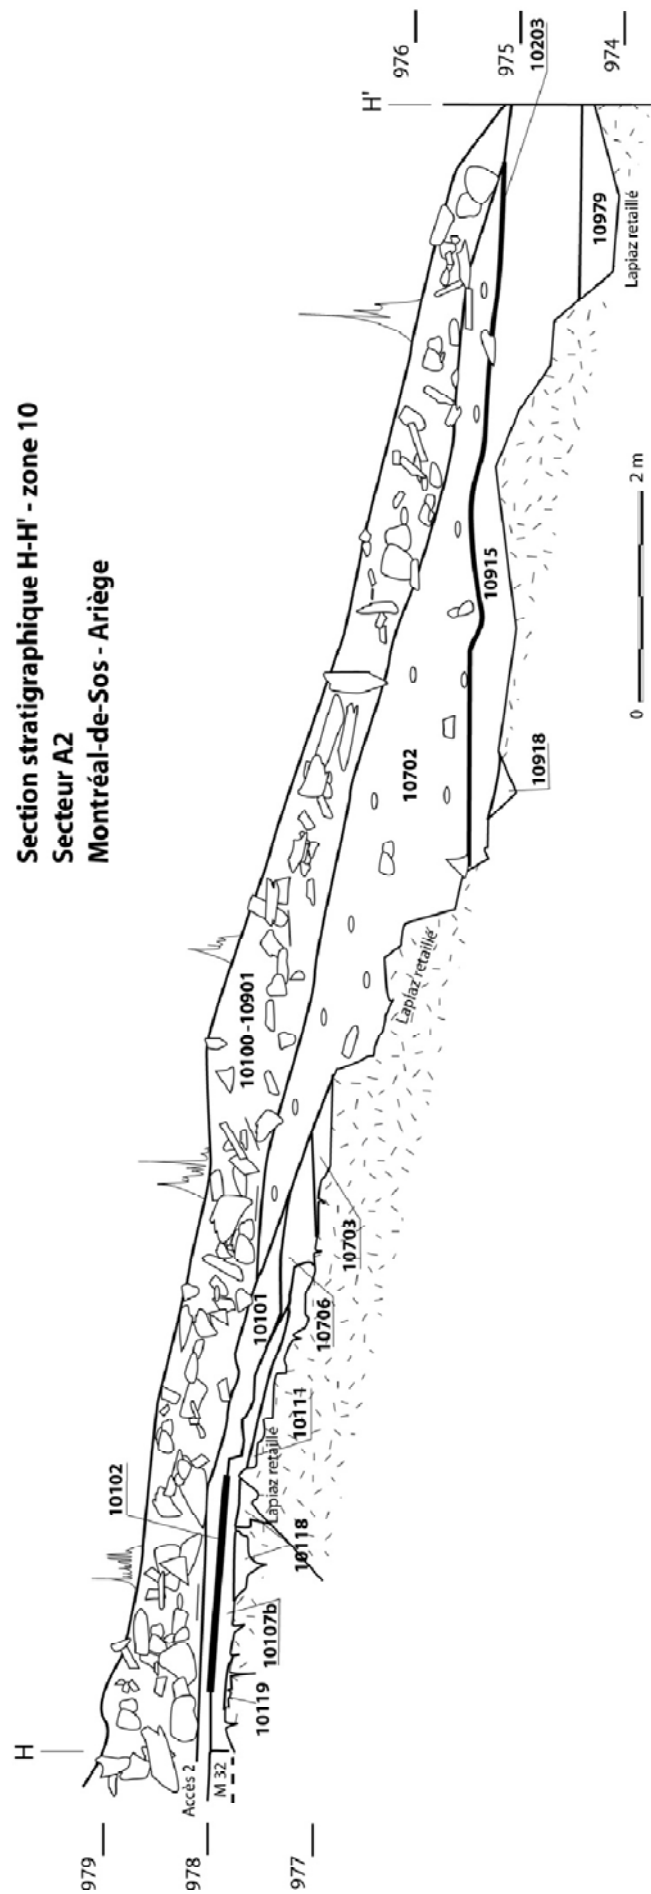 Section stratigraphique H-H' - zone 10
Secteur A2
Montréal-de-Sos - Ariège
H
H'
979
978
977
976
975
974
Accès 2
M 32
10102
10119
10107b
10118
Lapiaz retaillé
10111
10101
10706
10703
10100-10901
Lapiaz retaillé
10702
10918
10915
10203
10979
Lapiaz retaillé
0
2 m